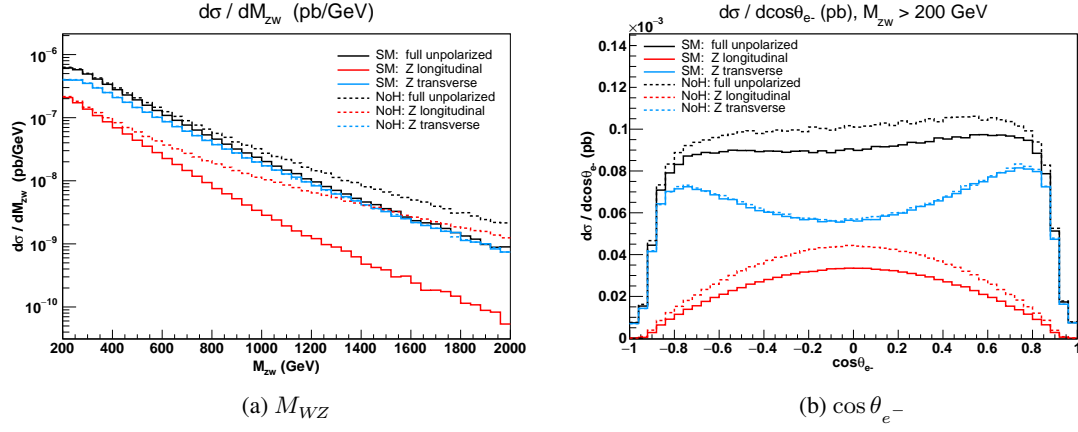 dσ / dM_zw (pb/GeV)
dσ / dM_zw (pb/GeV)
10⁻⁶
10⁻⁷
10⁻⁸
10⁻⁹
10⁻¹⁰
SM: full unpolarized
SM: Z longitudinal
SM: Z transverse
NoH: full unpolarized
NoH: Z longitudinal
NoH: Z transverse
200 400 600 800 1000 1200 1400 1600 1800 2000
M_zw (GeV)
(a) M_WZ
dσ / dcosθ_e- (pb), M_zw > 200 GeV
×10⁻³
dσ / dcosθ_e- (pb)
0.14
0.12
0.1
0.08
0.06
0.04
0.02
0
SM: full unpolarized
SM: Z longitudinal
SM: Z transverse
NoH: full unpolarized
NoH: Z longitudinal
NoH: Z transverse
−1 −0.8 −0.6 −0.4 −0.2 0 0.2 0.4 0.6 0.8 1
cosθ_e-
(b) cos θ_e⁻